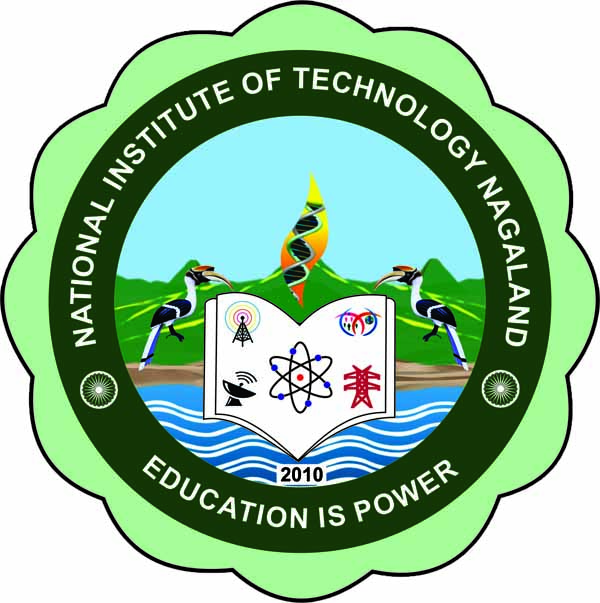 NATIONAL INSTITUTE OF TECHNOLOGY NAGALAND
2010
EDUCATION IS POWER